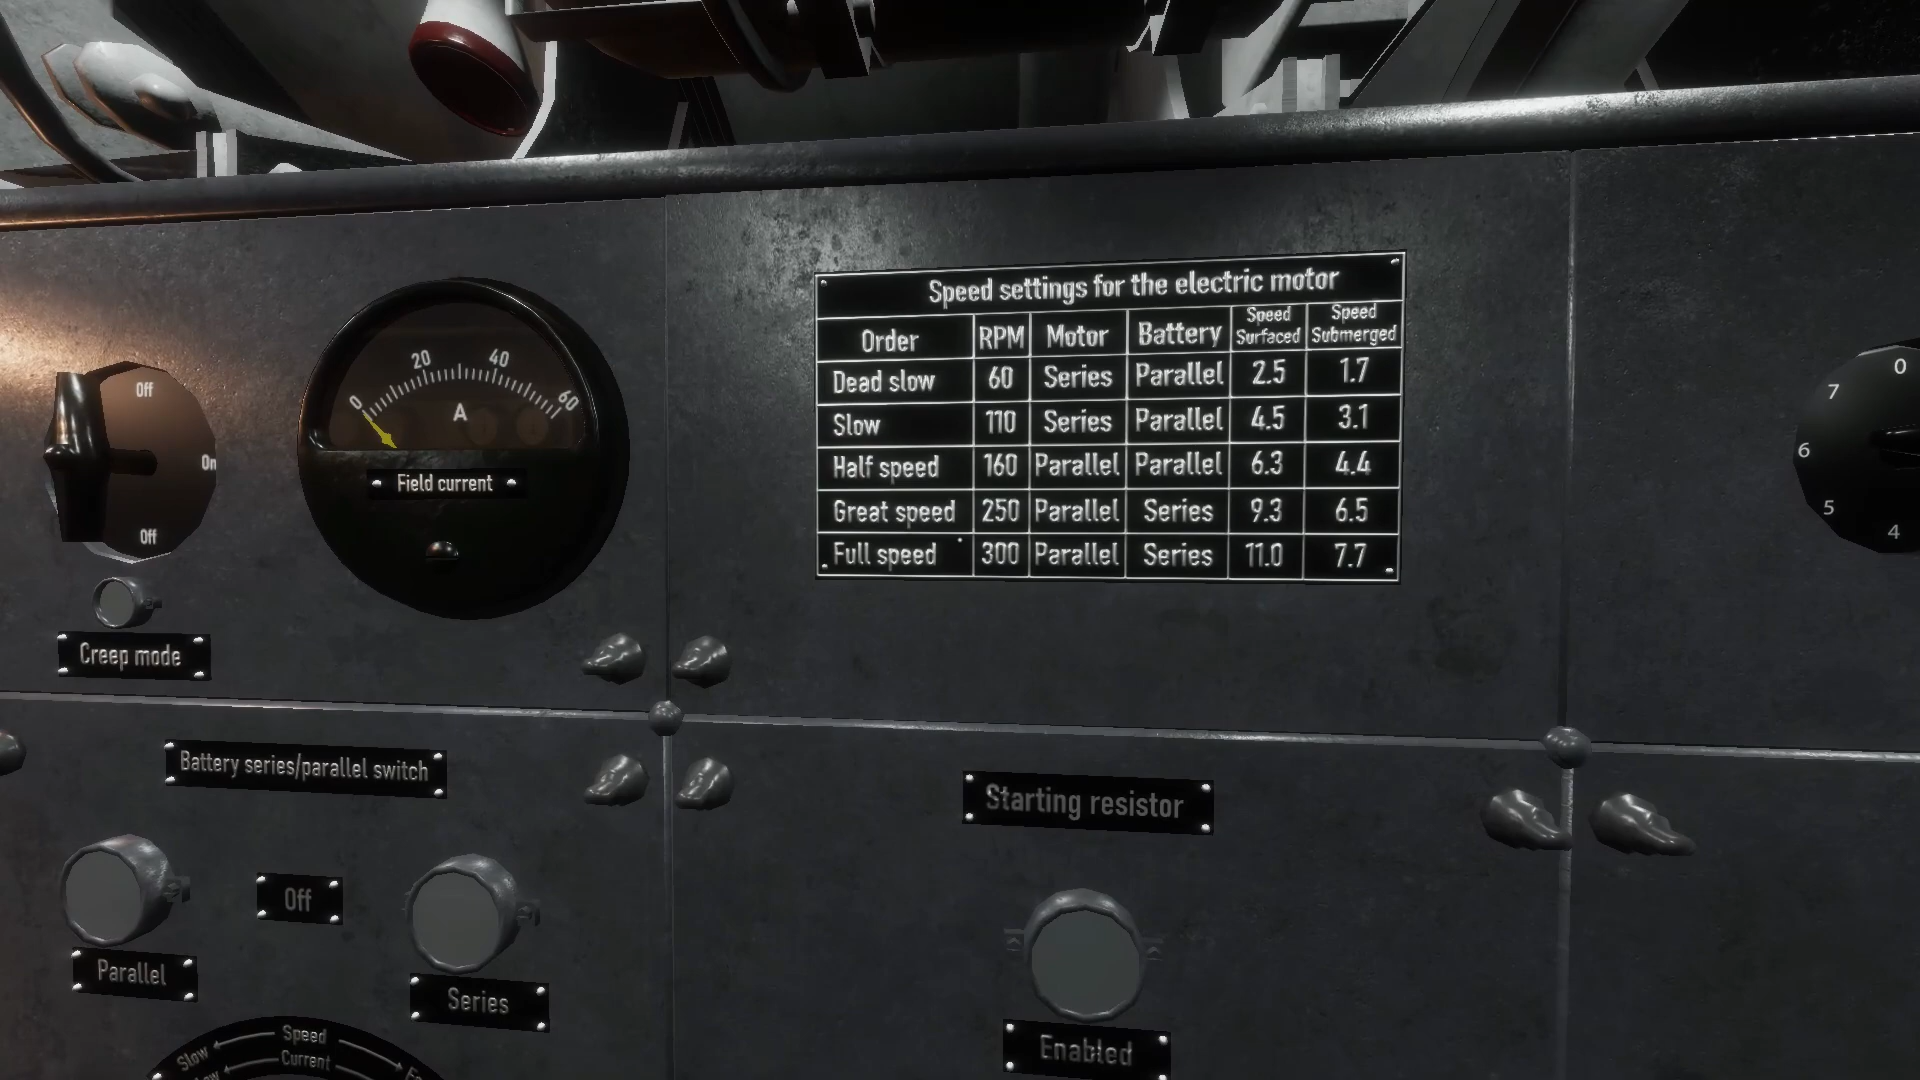 Speed settings for the electric motor
Order RPM Motor Battery Speed Surfaced Speed Submerged
Dead slow 60 Series Parallel 2.5 1.7
Slow 110 Series Parallel 4.5 3.1
Half speed 160 Parallel Parallel 6.3 4.4
Great speed 250 Parallel Series 9.3 6.5
Full speed 300 Parallel Series 11.0 7.7
Off
On
Off
Creep mode
0 20 40 60
A
Field current
0
7
6
5
4
Battery series/parallel switch
Off
Parallel
Series
Starting resistor
Enabled
Speed
Slow
Current